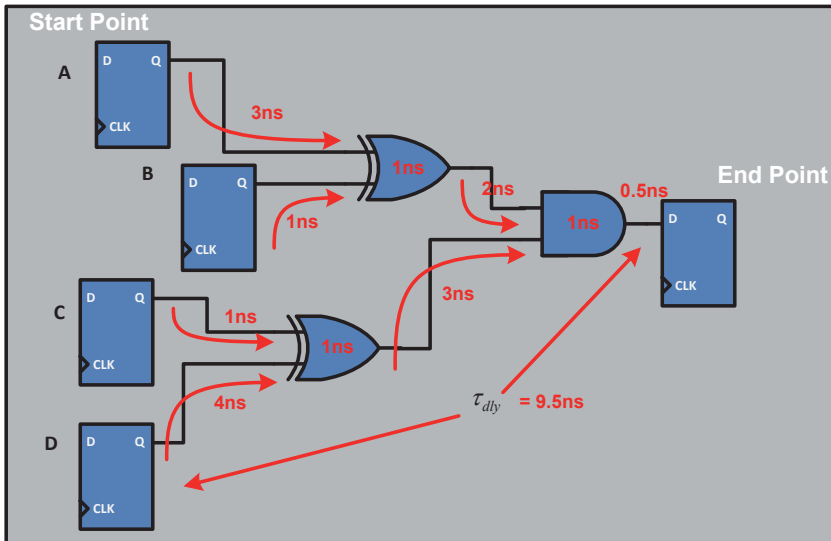 Start Point
A
D Q
CLK
3ns
B
D Q
CLK
1ns
1ns
2ns
1ns
0.5ns
End Point
D Q
CLK
C
D Q
CLK
1ns
1ns
3ns
4ns
D
D Q
CLK
τdly = 9.5ns